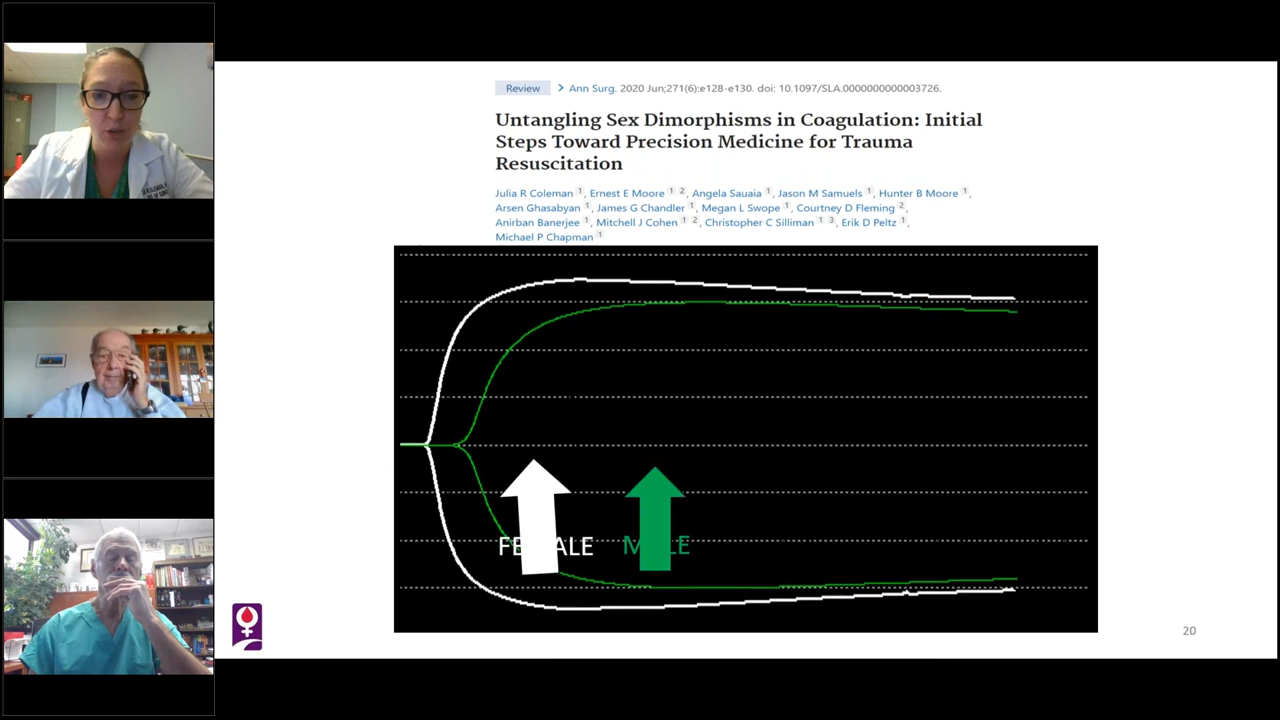 Review > Ann Surg. 2020 Jun;271(6):e128-e130. doi: 10.1097/SLA.0000000000003726.
Untangling Sex Dimorphisms in Coagulation: Initial
Steps Toward Precision Medicine for Trauma
Resuscitation
Julia R Coleman 1, Ernest E Moore 1 2, Angela Sauaia 1, Jason M Samuels 1, Hunter B Moore 1,
Arsen Ghasabyan 1, James G Chandler 1, Megan L Swope 1, Courtney D Fleming 2,
Anirban Banerjee 1, Mitchell J Cohen 1 2, Christopher C Silliman 1 3, Erik D Peltz 1,
Michael P Chapman 1
FEMALE MALE
20